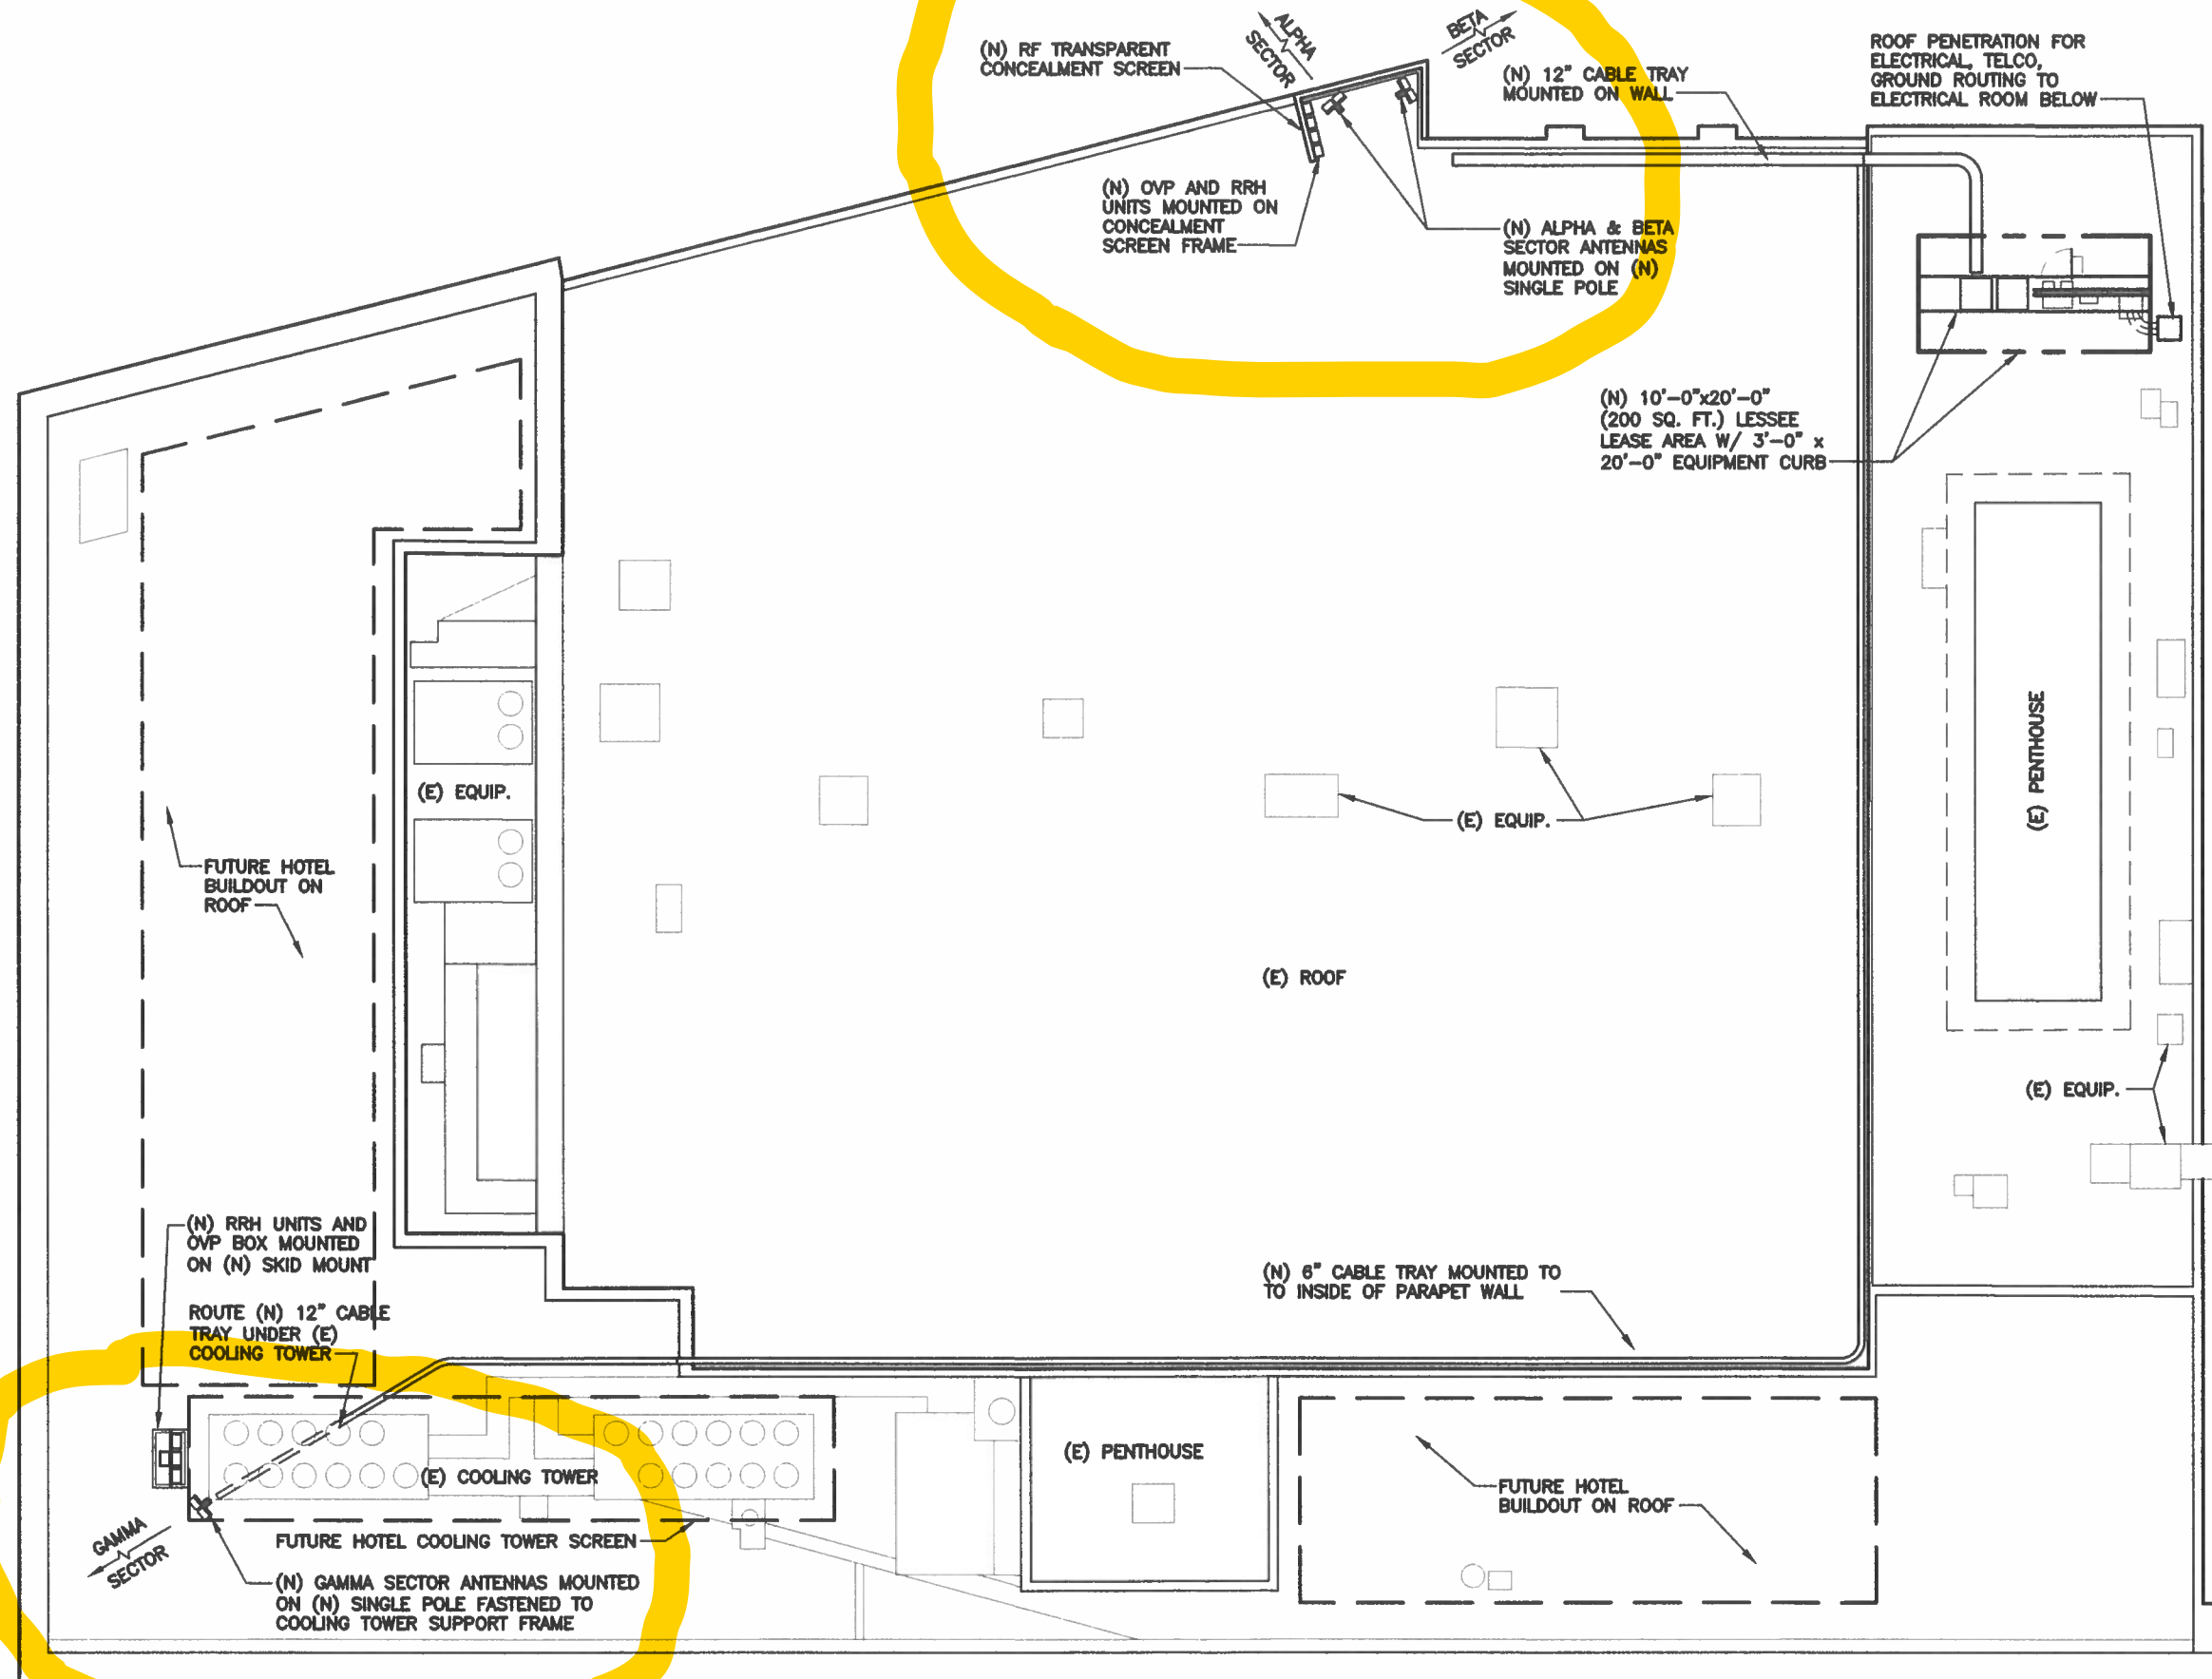 (N) RF TRANSPARENT
CONCEALMENT SCREEN
ALPHA
SECTOR
BETA
SECTOR
(N) 12" CABLE TRAY
MOUNTED ON WALL
ROOF PENETRATION FOR
ELECTRICAL, TELCO,
GROUND ROUTING TO
ELECTRICAL ROOM BELOW
(N) OVP AND RRH
UNITS MOUNTED ON
CONCEALMENT
SCREEN FRAME
(N) ALPHA & BETA
SECTOR ANTENNAS
MOUNTED ON (N)
SINGLE POLE
(N) 10'-0"x20'-0"
(200 SQ. FT.) LESSEE
LEASE AREA W/ 3'-0" x
20'-0" EQUIPMENT CURB
(E) EQUIP.
(E) EQUIP.
(E) PENTHOUSE
FUTURE HOTEL
BUILDOUT ON
ROOF
(E) ROOF
(E) EQUIP.
(N) RRH UNITS AND
OVP BOX MOUNTED
ON (N) SKID MOUNT
(N) 6" CABLE TRAY MOUNTED TO
TO INSIDE OF PARAPET WALL
ROUTE (N) 12" CABLE
TRAY UNDER (E)
COOLING TOWER
(E) COOLING TOWER
(E) PENTHOUSE
FUTURE HOTEL
BUILDOUT ON ROOF
GAMMA
SECTOR
FUTURE HOTEL COOLING TOWER SCREEN
(N) GAMMA SECTOR ANTENNAS MOUNTED
ON (N) SINGLE POLE FASTENED TO
COOLING TOWER SUPPORT FRAME